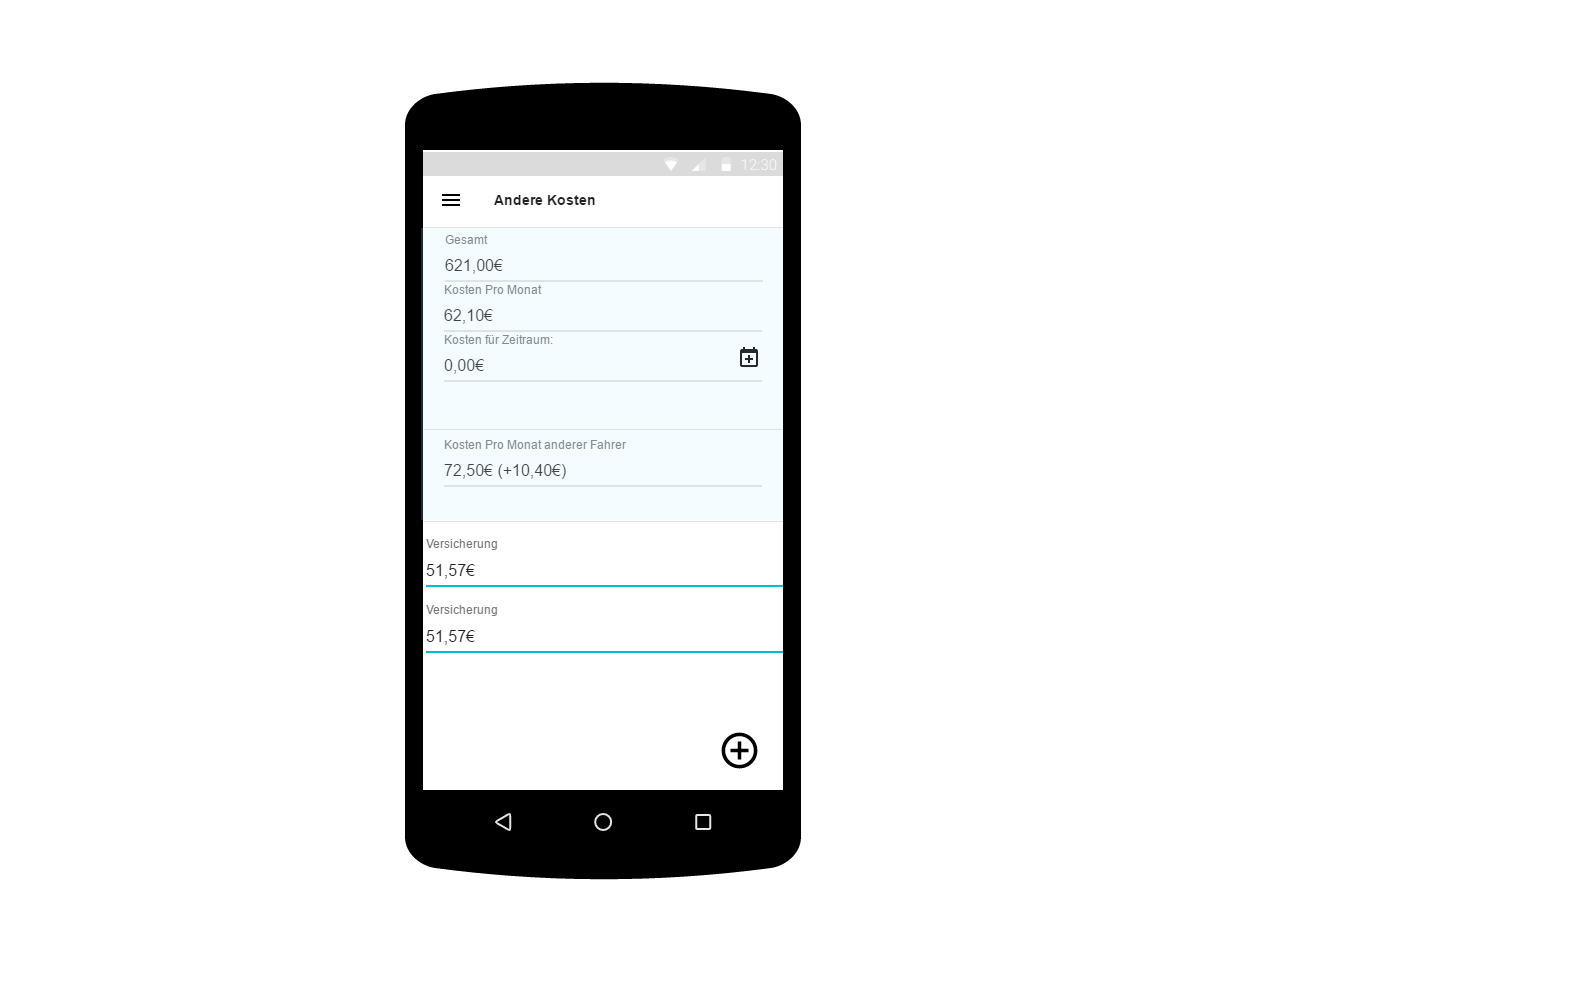 12:30
Andere Kosten
Gesamt
621,00€
Kosten Pro Monat
62,10€
Kosten für Zeitraum:
0,00€
Kosten Pro Monat anderer Fahrer
72,50€ (+10,40€)
Versicherung
51,57€
Versicherung
51,57€